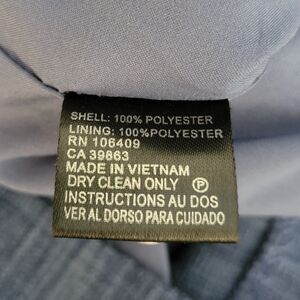 SHELL: 100% POLYESTER
LINING: 100%POLYESTER
RN 106409
CA 39863
MADE IN VIETNAM
DRY CLEAN ONLY Ⓟ
INSTRUCTIONS AU DOS
VER AL DORSO PARA CUIDADO